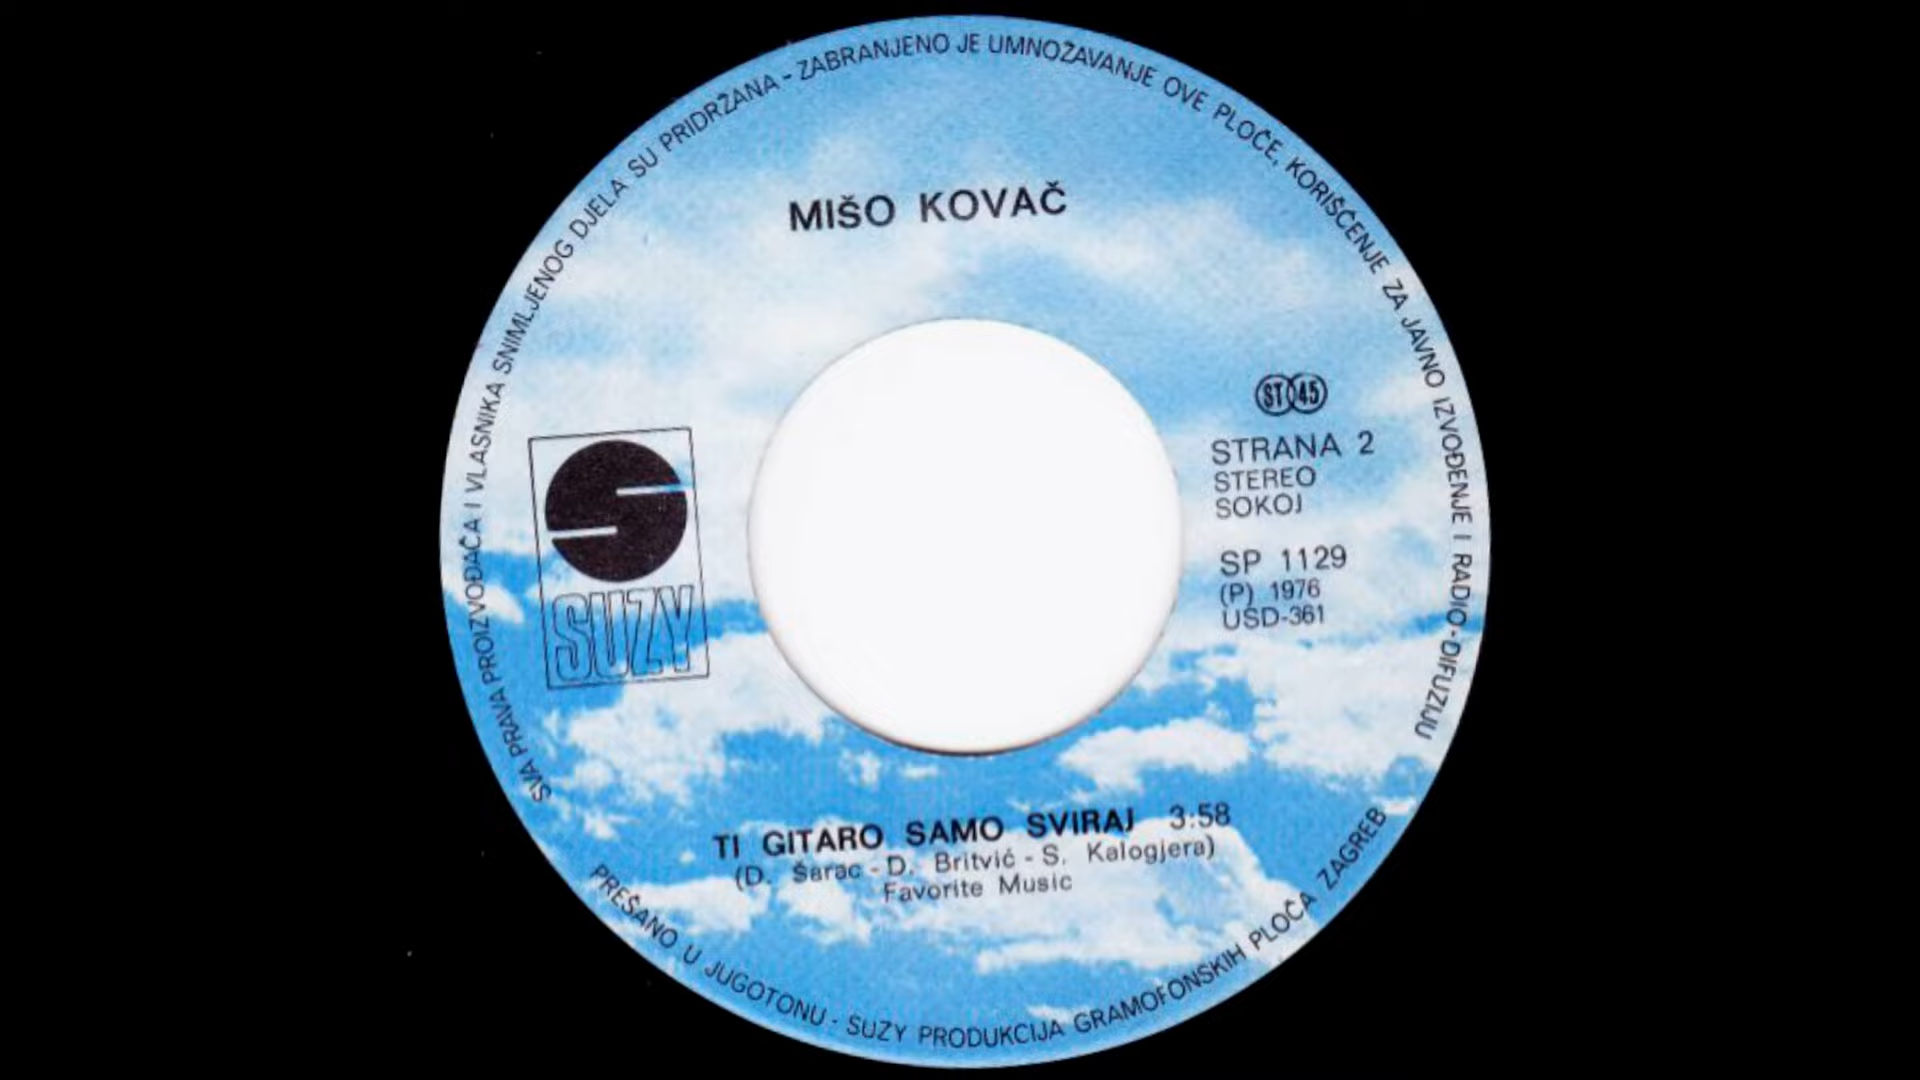 SVA PRAVA PROIZVOĐAČA I VLASNIKA SNIMLJENOG DJELA SU PRIDRŽANA - ZABRANJENO JE UMNOŽAVANJE OVE PLOČE, KORIŠĆENJE ZA JAVNO IZVOĐENJE I RADIO-DIFUZIJU
MIŠO KOVAČ
ST 45
STRANA 2
STEREO
SOKOJ
SP 1129
(P) 1976
USD-361
S
SUZY
TI GITARO SAMO SVIRAJ 3:58
(D. Šarac - D. Britvić - S. Kalogjera)
Favorite Music
PREŠANO U JUGOTONU - SUZY PRODUKCIJA GRAMOFONSKIH PLOČA ZAGREB